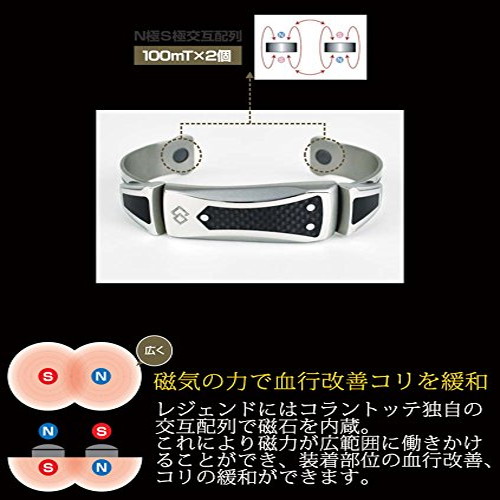 N極S極交互配列
100mT×2個
N S
S N
広く
磁気の力で血行改善コリを緩和
S N
レジェンドにはコラントッテ独自の
交互配列で磁石を内蔵。
N S
これにより磁力が広範囲に働きかけ
ることができ、装着部位の血行改善、
S N
コリの緩和ができます。